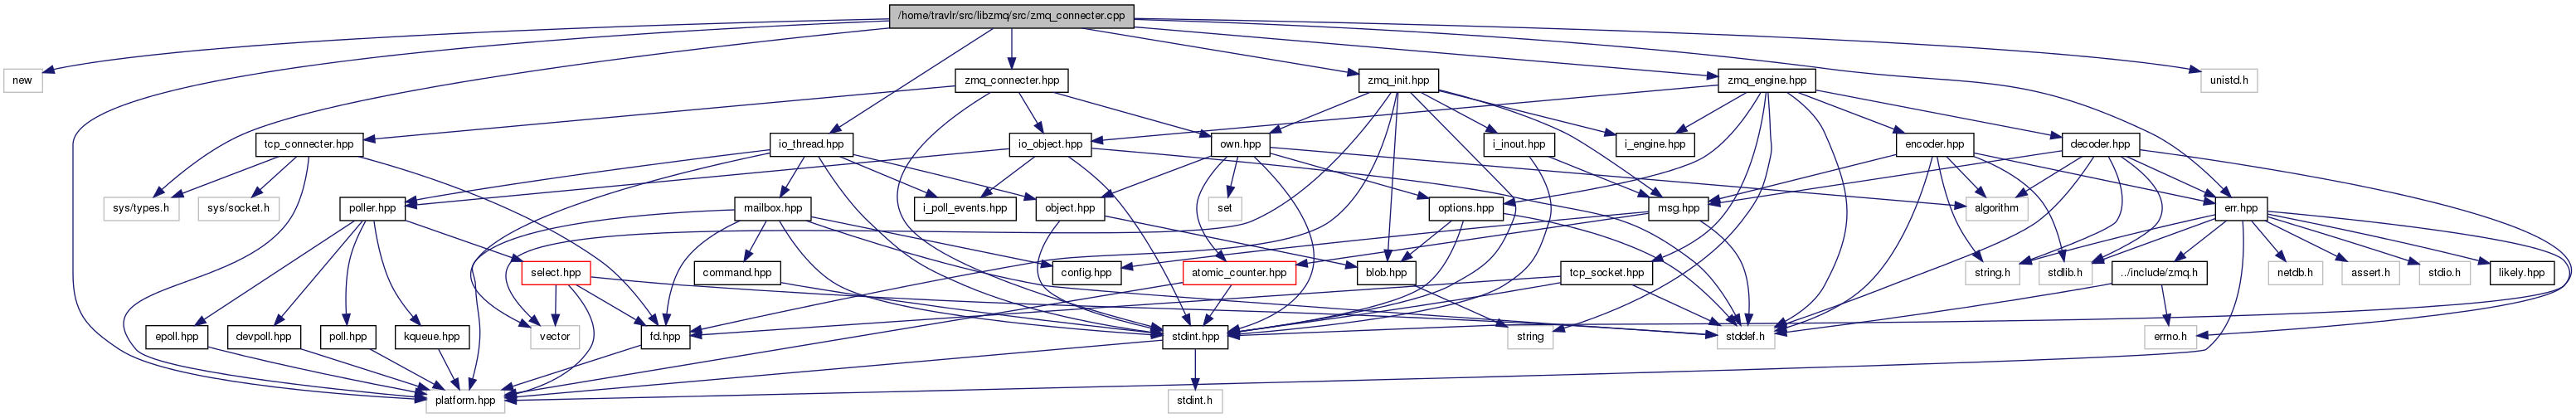 /home/travlr/src/libzmq/src/zmq_connecter.cpp
new
zmq_connecter.hpp
zmq_init.hpp
zmq_engine.hpp
unistd.h
tcp_connecter.hpp
io_thread.hpp
io_object.hpp
own.hpp
i_inout.hpp
i_engine.hpp
encoder.hpp
decoder.hpp
sys/types.h
sys/socket.h
poller.hpp
mailbox.hpp
i_poll_events.hpp
object.hpp
set
options.hpp
msg.hpp
algorithm
err.hpp
select.hpp
command.hpp
config.hpp
atomic_counter.hpp
blob.hpp
tcp_socket.hpp
string.h
stdlib.h
../include/zmq.h
netdb.h
assert.h
stdio.h
likely.hpp
epoll.hpp
devpoll.hpp
poll.hpp
kqueue.hpp
vector
fd.hpp
stdint.hpp
string
stddef.h
errno.h
platform.hpp
stdint.h